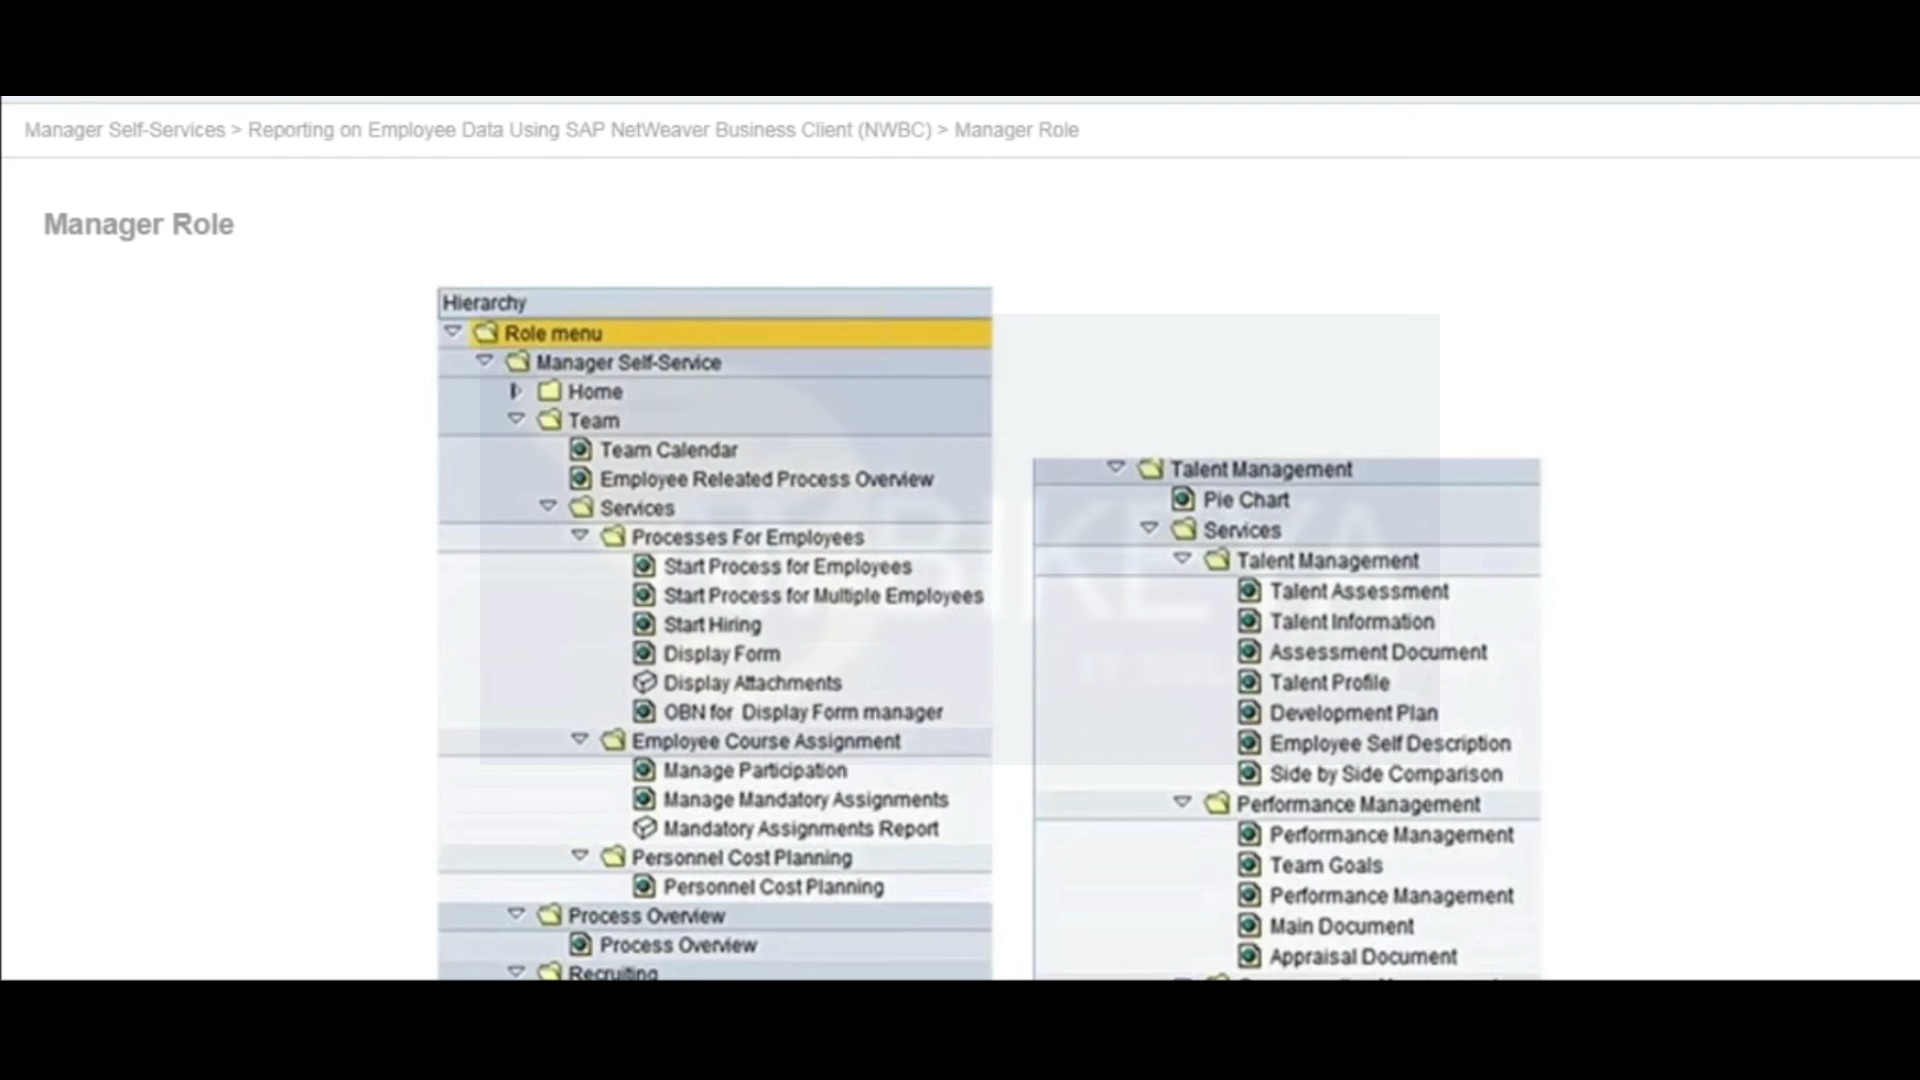 Manager Self-Services > Reporting on Employee Data Using SAP NetWeaver Business Client (NWBC) > Manager Role
Manager Role
Hierarchy
Role menu
Manager Self-Service
Home
Team
Team Calendar
Employee Releated Process Overview
Services
Processes For Employees
Start Process for Employees
Start Process for Multiple Employees
Start Hiring
Display Form
Display Attachments
OBN for Display Form manager
Employee Course Assignment
Manage Participation
Manage Mandatory Assignments
Mandatory Assignments Report
Personnel Cost Planning
Personnel Cost Planning
Process Overview
Process Overview
Recruiting
Talent Management
Pie Chart
Services
Talent Management
Talent Assessment
Talent Information
Assessment Document
Talent Profile
Development Plan
Employee Self Description
Side by Side Comparison
Performance Management
Performance Management
Team Goals
Performance Management
Main Document
Appraisal Document